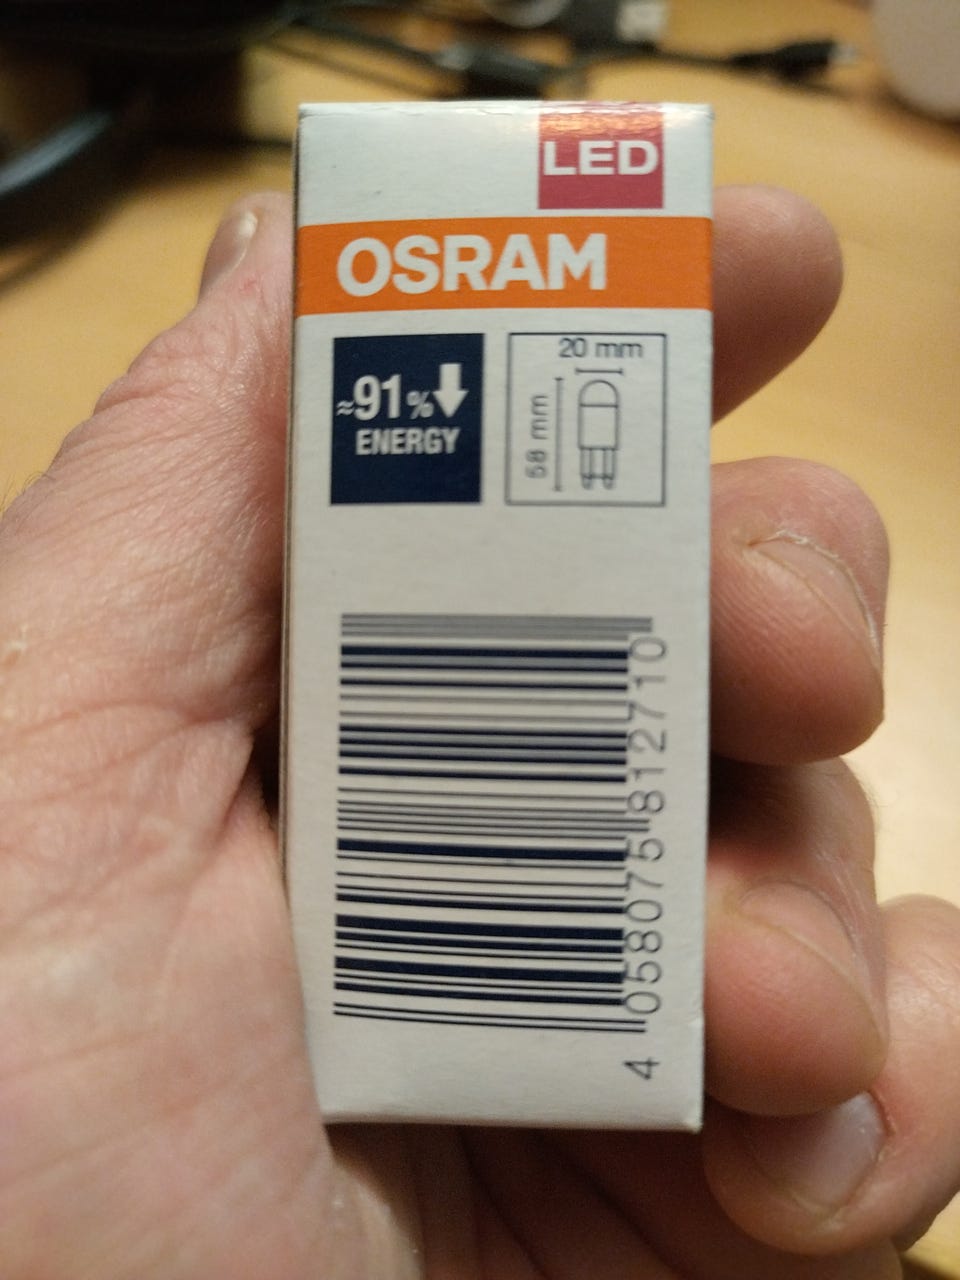 LED
OSRAM
≈91%
ENERGY
20 mm
58 mm
4 058075 812710